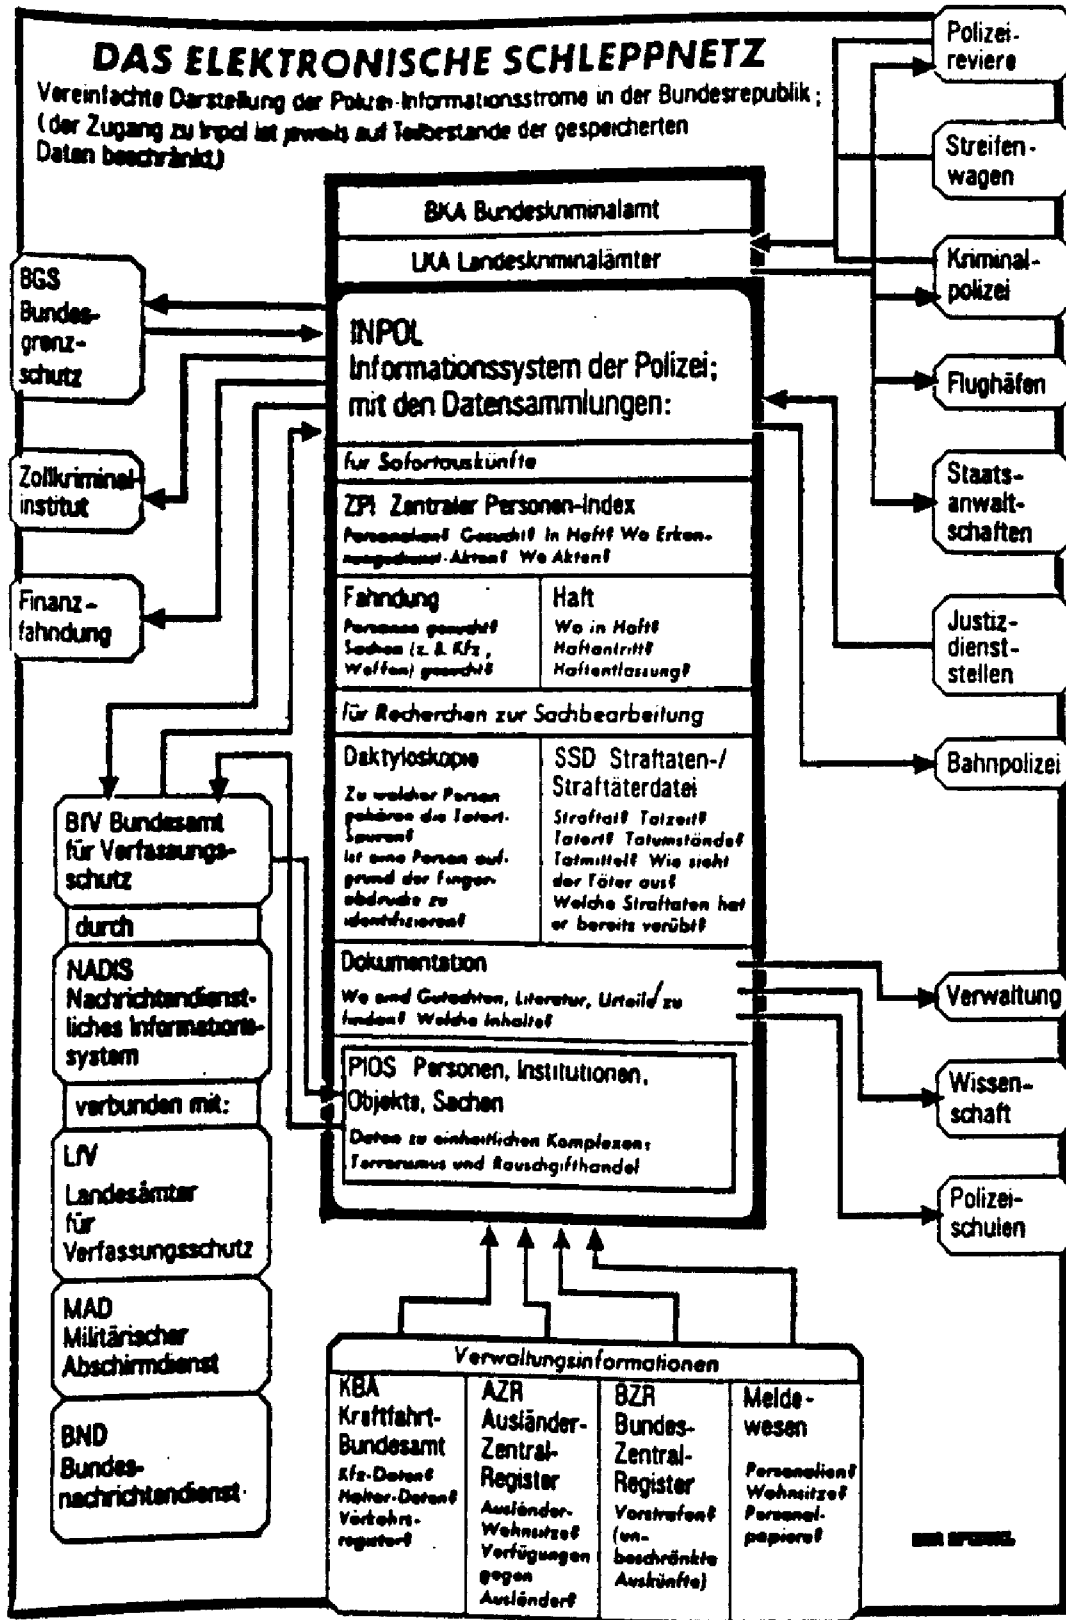 DAS ELEKTRONISCHE SCHLEPPNETZ
Vereinfachte Darstellung der Polizei-Informationsstrome in der Bundesrepublik;
(der Zugang zu Inpol ist jeweils auf Teilbestande der gespeicherten
Daten beschränkt.)
BKA Bundeskriminalamt
LKA Landeskriminalämter
INPOL
Informationssystem der Polizei;
mit den Datensammlungen:
für Sofortauskünfte
ZPI Zentraler Personen-Index
Personalien? Gesucht? In Haft? Wo Erken-
nungsdienst-Akten? Wo Akten?
Fahndung
Personen gesucht?
Sachen (z. B. Kfz,
Waffen) gesucht?
Haft
Wo in Haft?
Haftantritt?
Haftentlassung?
für Recherchen zur Sachbearbeitung
Daktyloskopie
Zu welcher Person
gehören die Tatort-
Spuren?
Ist eine Person auf-
grund der Finger-
abdrucke zu
identifizieren?
SSD Straftaten-/
Straftäterdatei
Straftat? Tatzeit?
Tatort? Tatumstände?
Tatmittel? Wie sieht
der Täter aus?
Welche Straftaten hat
er bereits verübt?
Dokumentation
Wo sind Gutachten, Literatur, Urteile zu
finden? Welche Inhalte?
PIOS Personen, Institutionen,
Objekte, Sachen
Daten zu einheitlichen Komplexen:
Terrorismus und Rauschgifthandel
BGS
Bundes-
grenz-
schutz
Zollkriminal-
institut
Finanz-
fahndung
BfV Bundesamt
für Verfassungs-
schutz
durch
NADIS
Nachrichtendienst-
liches Informations-
system
verbunden mit:
LfV
Landesämter
für
Verfassungsschutz
MAD
Militärischer
Abschirmdienst
BND
Bundes-
nachrichtendienst
Polizei-
reviere
Streifen-
wagen
Kriminal-
polizei
Flughäfen
Staats-
anwalt-
schaften
Justiz-
dienst-
stellen
Bahnpolizei
Verwaltung
Wissen-
schaft
Polizei-
schulen
Verwaltungsinformationen
KBA
Kraftfahrt-
Bundesamt
Kfz-Daten?
Halter-Daten?
Verkehrs-
register?
AZR
Ausländer-
Zentral-
Register
Ausländer-
Wohnsitze?
Verfügungen
gegen
Ausländer?
BZR
Bundes-
Zentral-
Register
Vorstrafen?
(un-
beschränkte
Auskünfte)
Melde-
wesen
Personalien?
Wohnsitze?
Personal-
papiere?
DER SPIEGEL